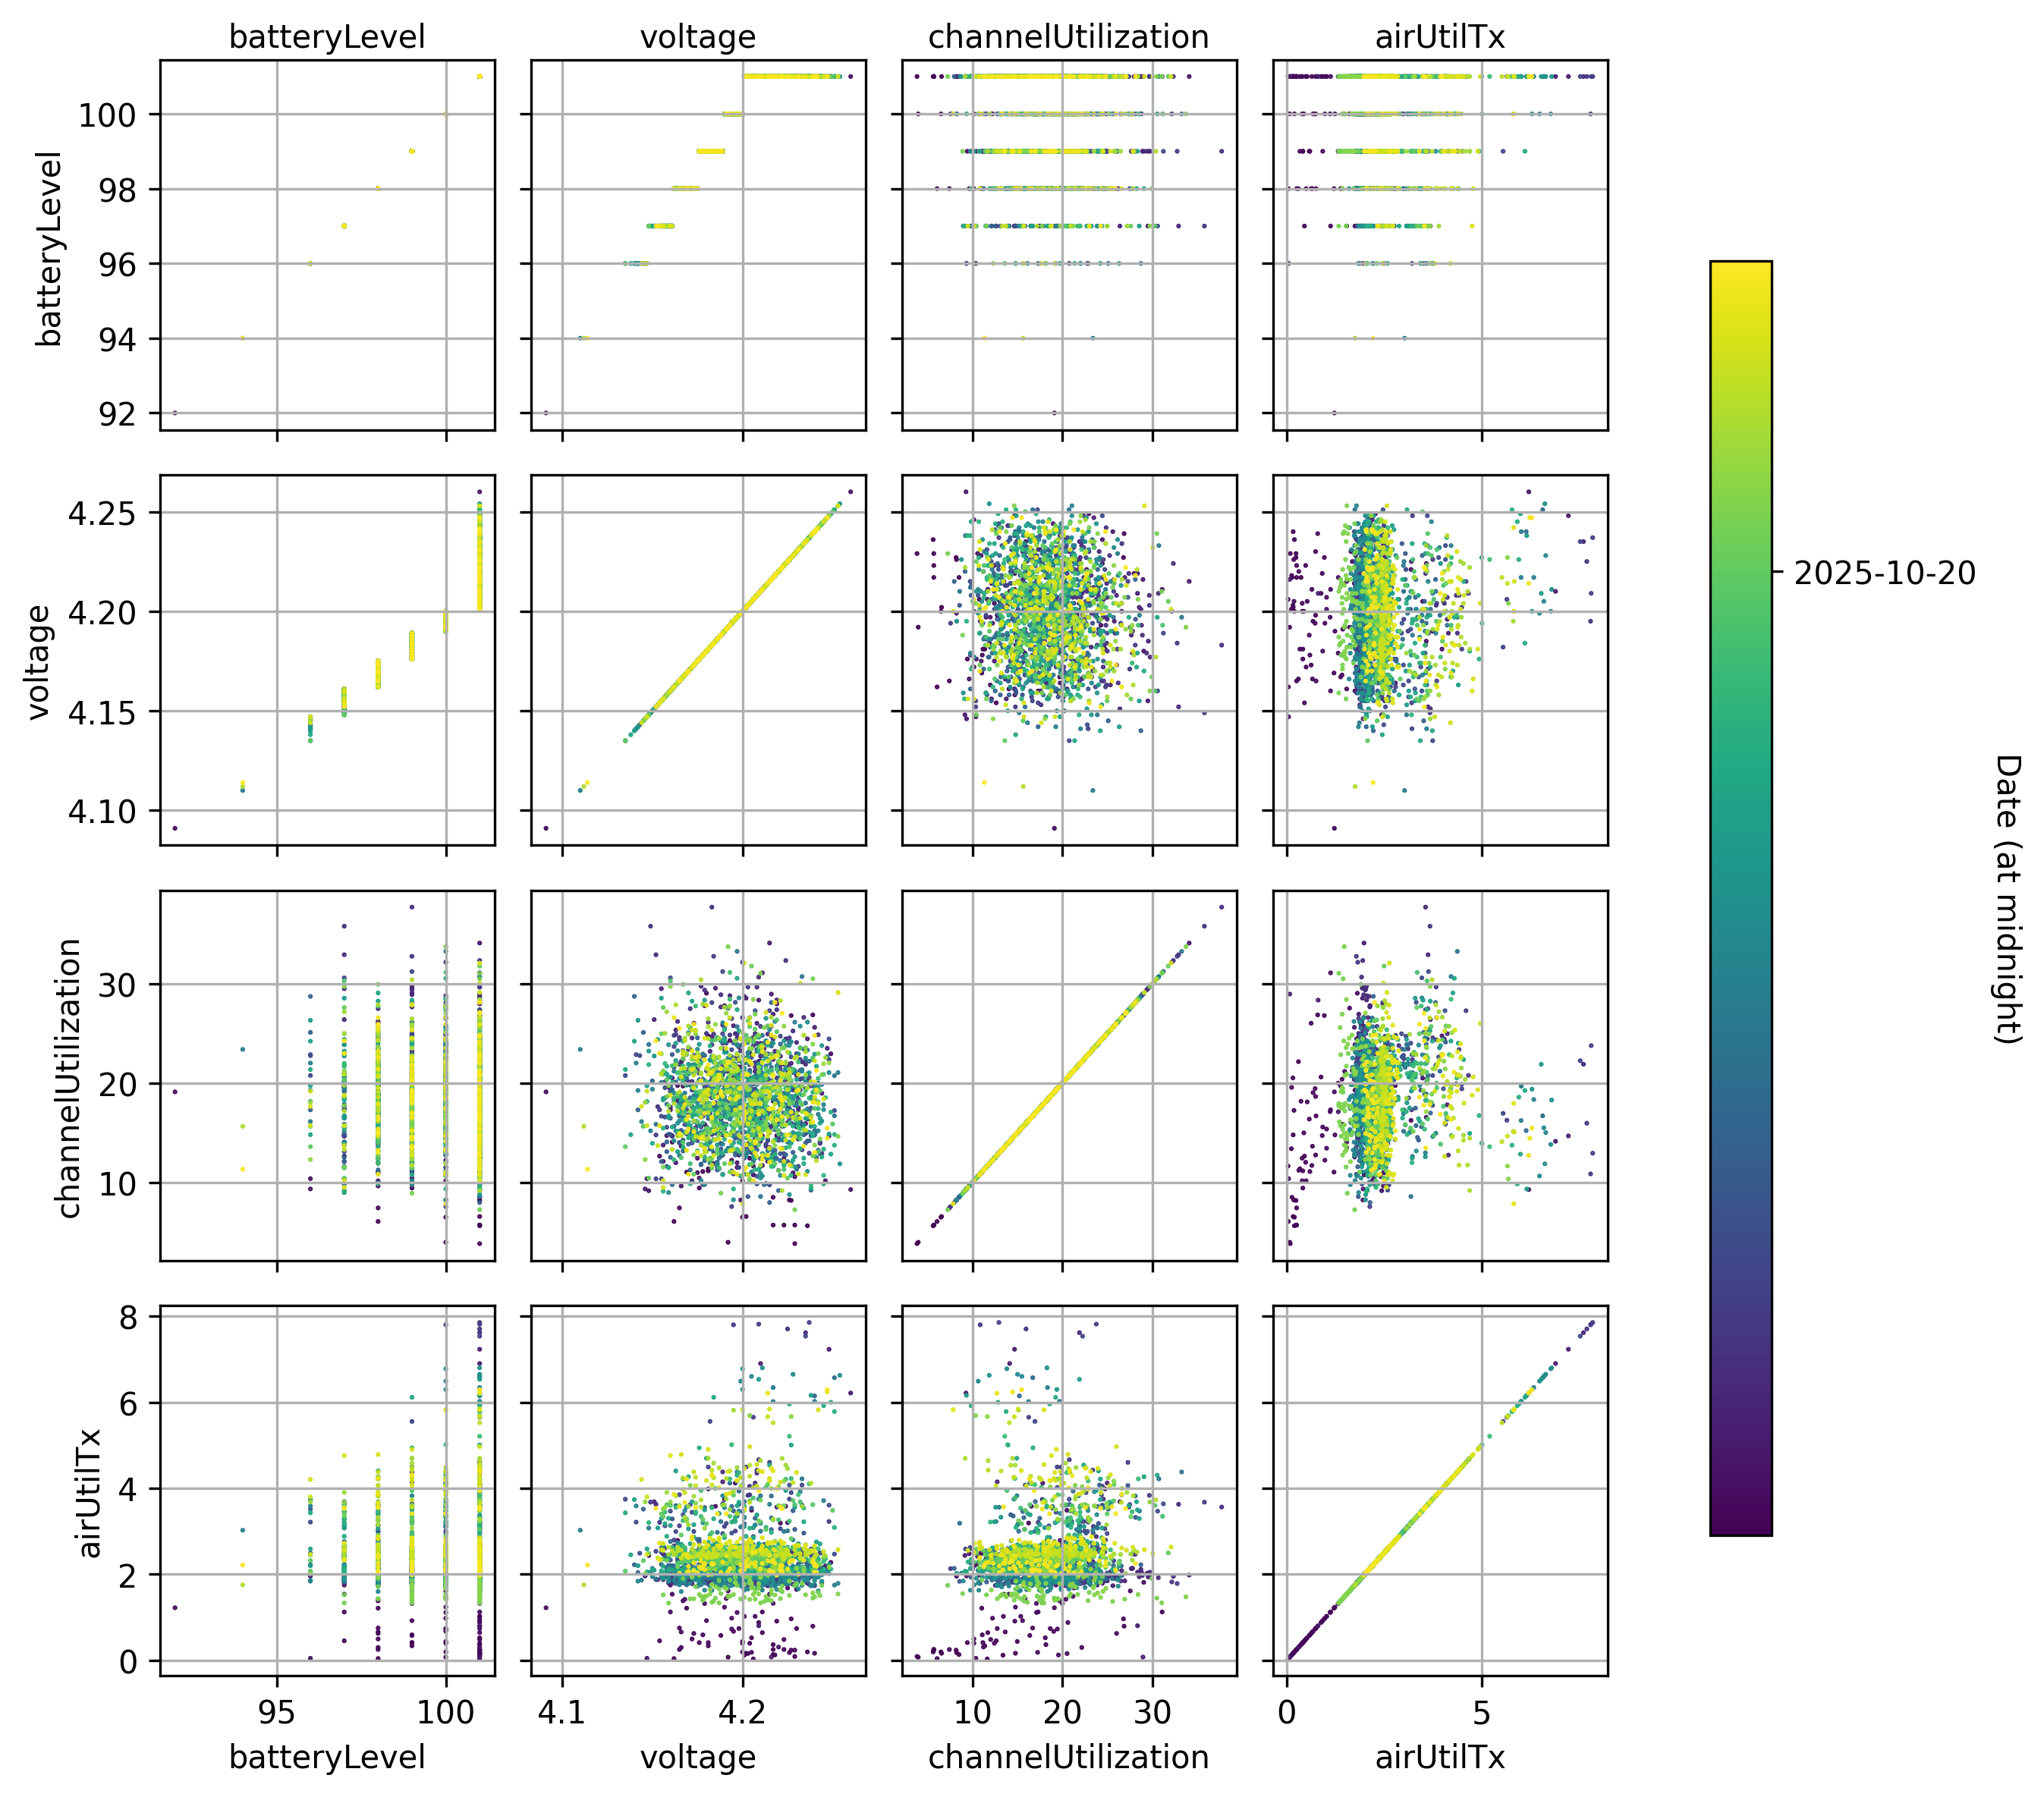 batteryLevel voltage channelUtilization airUtilTx
batteryLevel
100
98
96
94
92
voltage
4.25
4.20
4.15
4.10
channelUtilization
30
20
10
airUtilTx
8
6
4
2
0
95 100 4.1 4.2 10 20 30 0 5
batteryLevel voltage channelUtilization airUtilTx
2025-10-20
Date (at midnight)